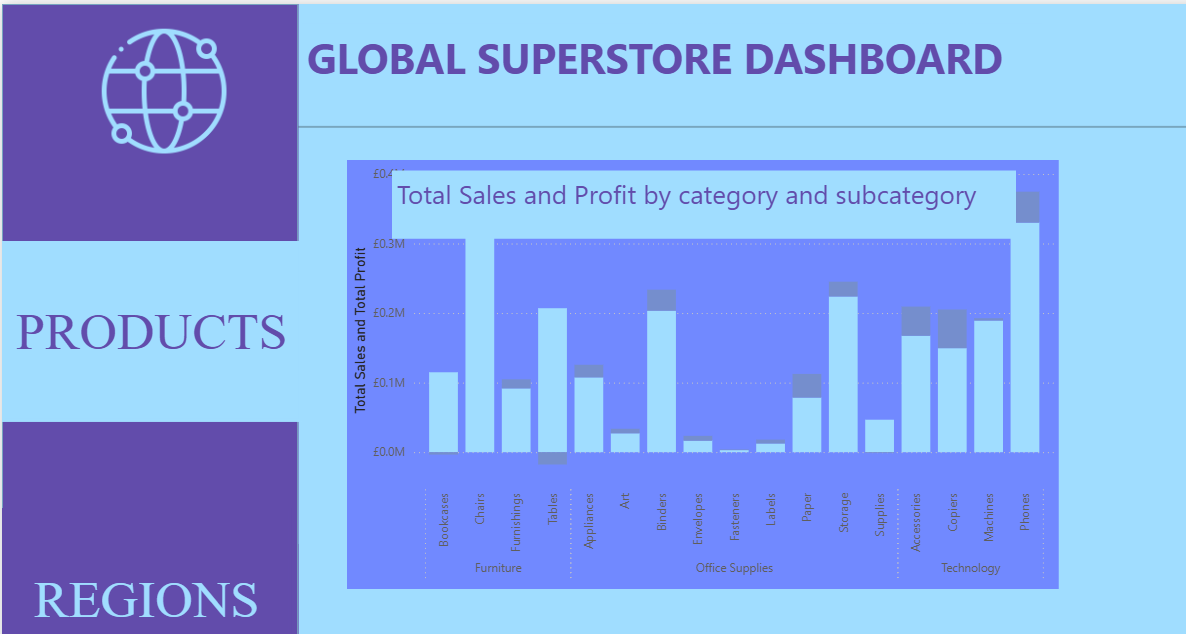 GLOBAL SUPERSTORE DASHBOARD
PRODUCTS
REGIONS
Total Sales and Profit by category and subcategory
Total Sales and Total Profit
£0.4M
£0.3M
£0.2M
£0.1M
£0.0M
Bookcases
Chairs
Furnishings
Tables
Appliances
Art
Binders
Envelopes
Fasteners
Labels
Paper
Storage
Supplies
Accessories
Copiers
Machines
Phones
Furniture
Office Supplies
Technology